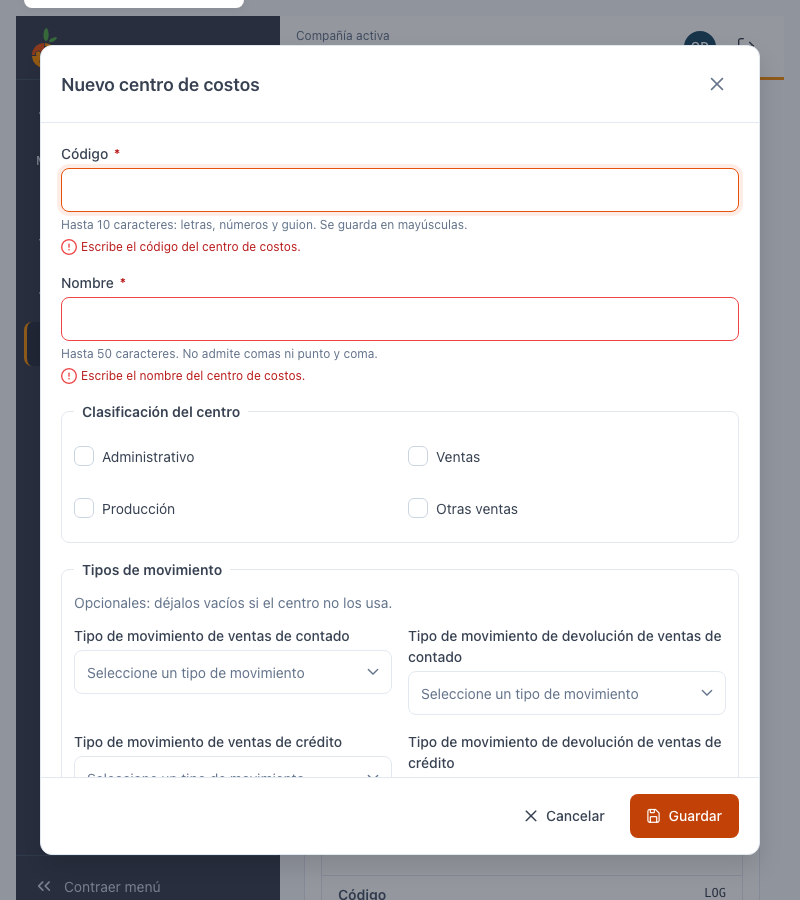 Compañía activa
Nuevo centro de costos
Código *
Hasta 10 caracteres: letras, números y guion. Se guarda en mayúsculas.
Escribe el código del centro de costos.
Nombre *
Hasta 50 caracteres. No admite comas ni punto y coma.
Escribe el nombre del centro de costos.
Clasificación del centro
Administrativo
Ventas
Producción
Otras ventas
Tipos de movimiento
Opcionales: déjalos vacíos si el centro no los usa.
Tipo de movimiento de ventas de contado
Seleccione un tipo de movimiento
Tipo de movimiento de devolución de ventas de
contado
Seleccione un tipo de movimiento
Tipo de movimiento de ventas de crédito
Seleccione un tipo de movimiento
Tipo de movimiento de devolución de ventas de
crédito
Cancelar
Guardar
Contraer menú
Código
LOG